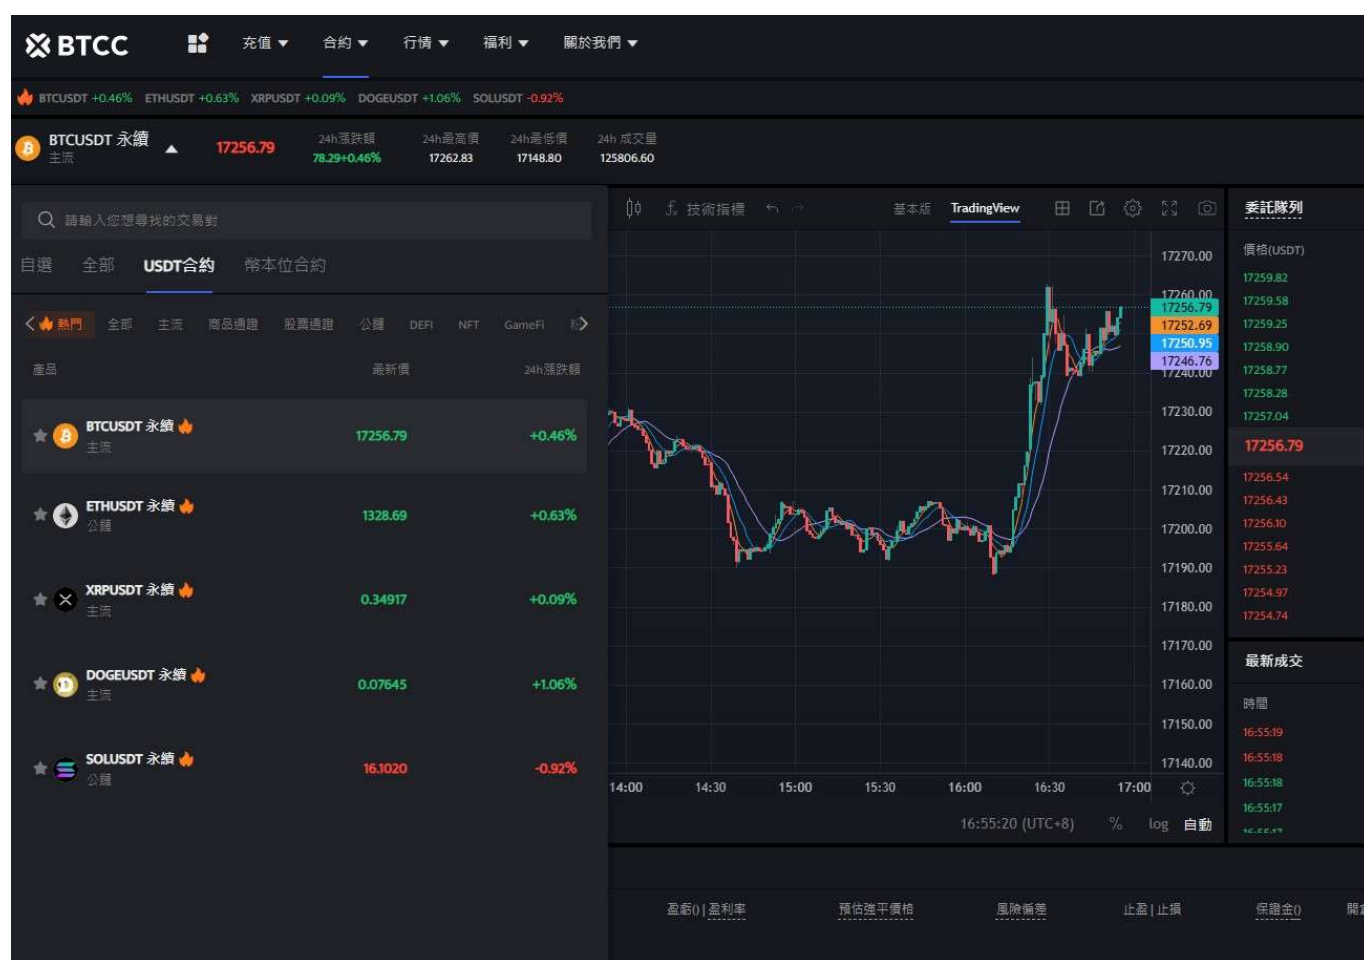 BTCC 充值 合約 行情 福利 關於我們
BTCUSDT +0.46% ETHUSDT +0.63% XRPUSDT +0.09% DOGEUSDT +1.06% SOLUSDT -0.92%
BTCUSDT 永續
主流
17256.79
24h漲跌額 24h最高價 24h最低價 24h 成交量
78.29+0.46% 17262.83 17148.80 125806.60
請輸入您想尋找的交易對
自選 全部 USDT合約 幣本位合約
熱門 全部 主流 商品通證 股票通證 公鏈 DEFI NFT GameFi
產品 最新價 24h漲跌額
BTCUSDT 永續 17256.79 +0.46%
主流
ETHUSDT 永續 1328.69 +0.63%
公鏈
XRPUSDT 永續 0.34917 +0.09%
主流
DOGEUSDT 永續 0.07645 +1.06%
主流
SOLUSDT 永續 16.1020 -0.92%
公鏈
技術指標 基本版 TradingView
17270.00
17260.00
17256.79
17252.69
17250.95
17246.76
17240.00
17230.00
17220.00
17210.00
17200.00
17190.00
17180.00
17170.00
17160.00
17150.00
17140.00
14:00 14:30 15:00 15:30 16:00 16:30 17:00
16:55:20 (UTC+8) % log 自動
委託隊列
價格(USDT)
17259.82
17259.58
17259.25
17258.90
17258.77
17258.28
17257.04
17256.79
17256.54
17256.43
17256.10
17255.64
17255.23
17254.97
17254.74
最新成交
時間
16:55:19
16:55:18
16:55:18
16:55:17
16:55:17
盈虧()|盈利率 預估強平價格 風險偏差 止盈|止損 保證金()